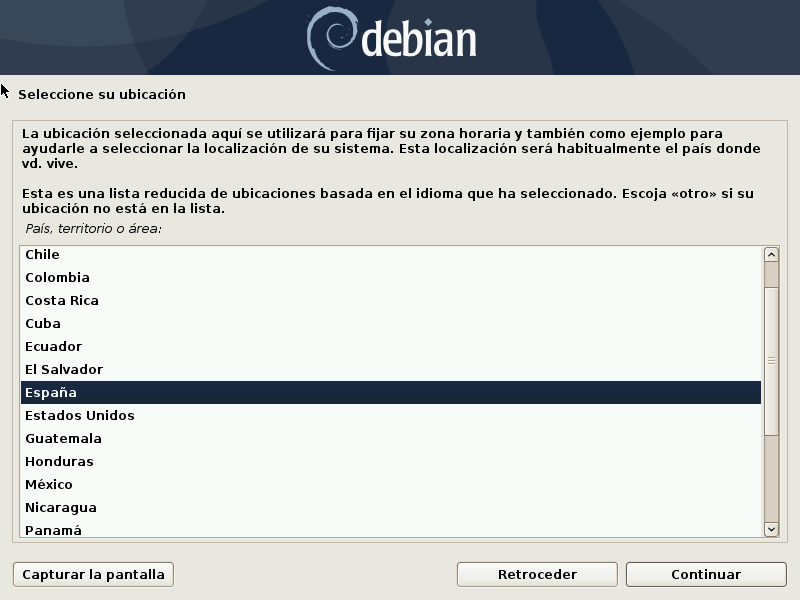 debian
Seleccione su ubicación
La ubicación seleccionada aquí se utilizará para fijar su zona horaria y también como ejemplo para
ayudarle a seleccionar la localización de su sistema. Esta localización será habitualmente el país donde
vd. vive.
Esta es una lista reducida de ubicaciones basada en el idioma que ha seleccionado. Escoja «otro» si su
ubicación no está en la lista.
País, territorio o área:
Chile
Colombia
Costa Rica
Cuba
Ecuador
El Salvador
España
Estados Unidos
Guatemala
Honduras
México
Nicaragua
Panamá
Capturar la pantalla
Retroceder
Continuar